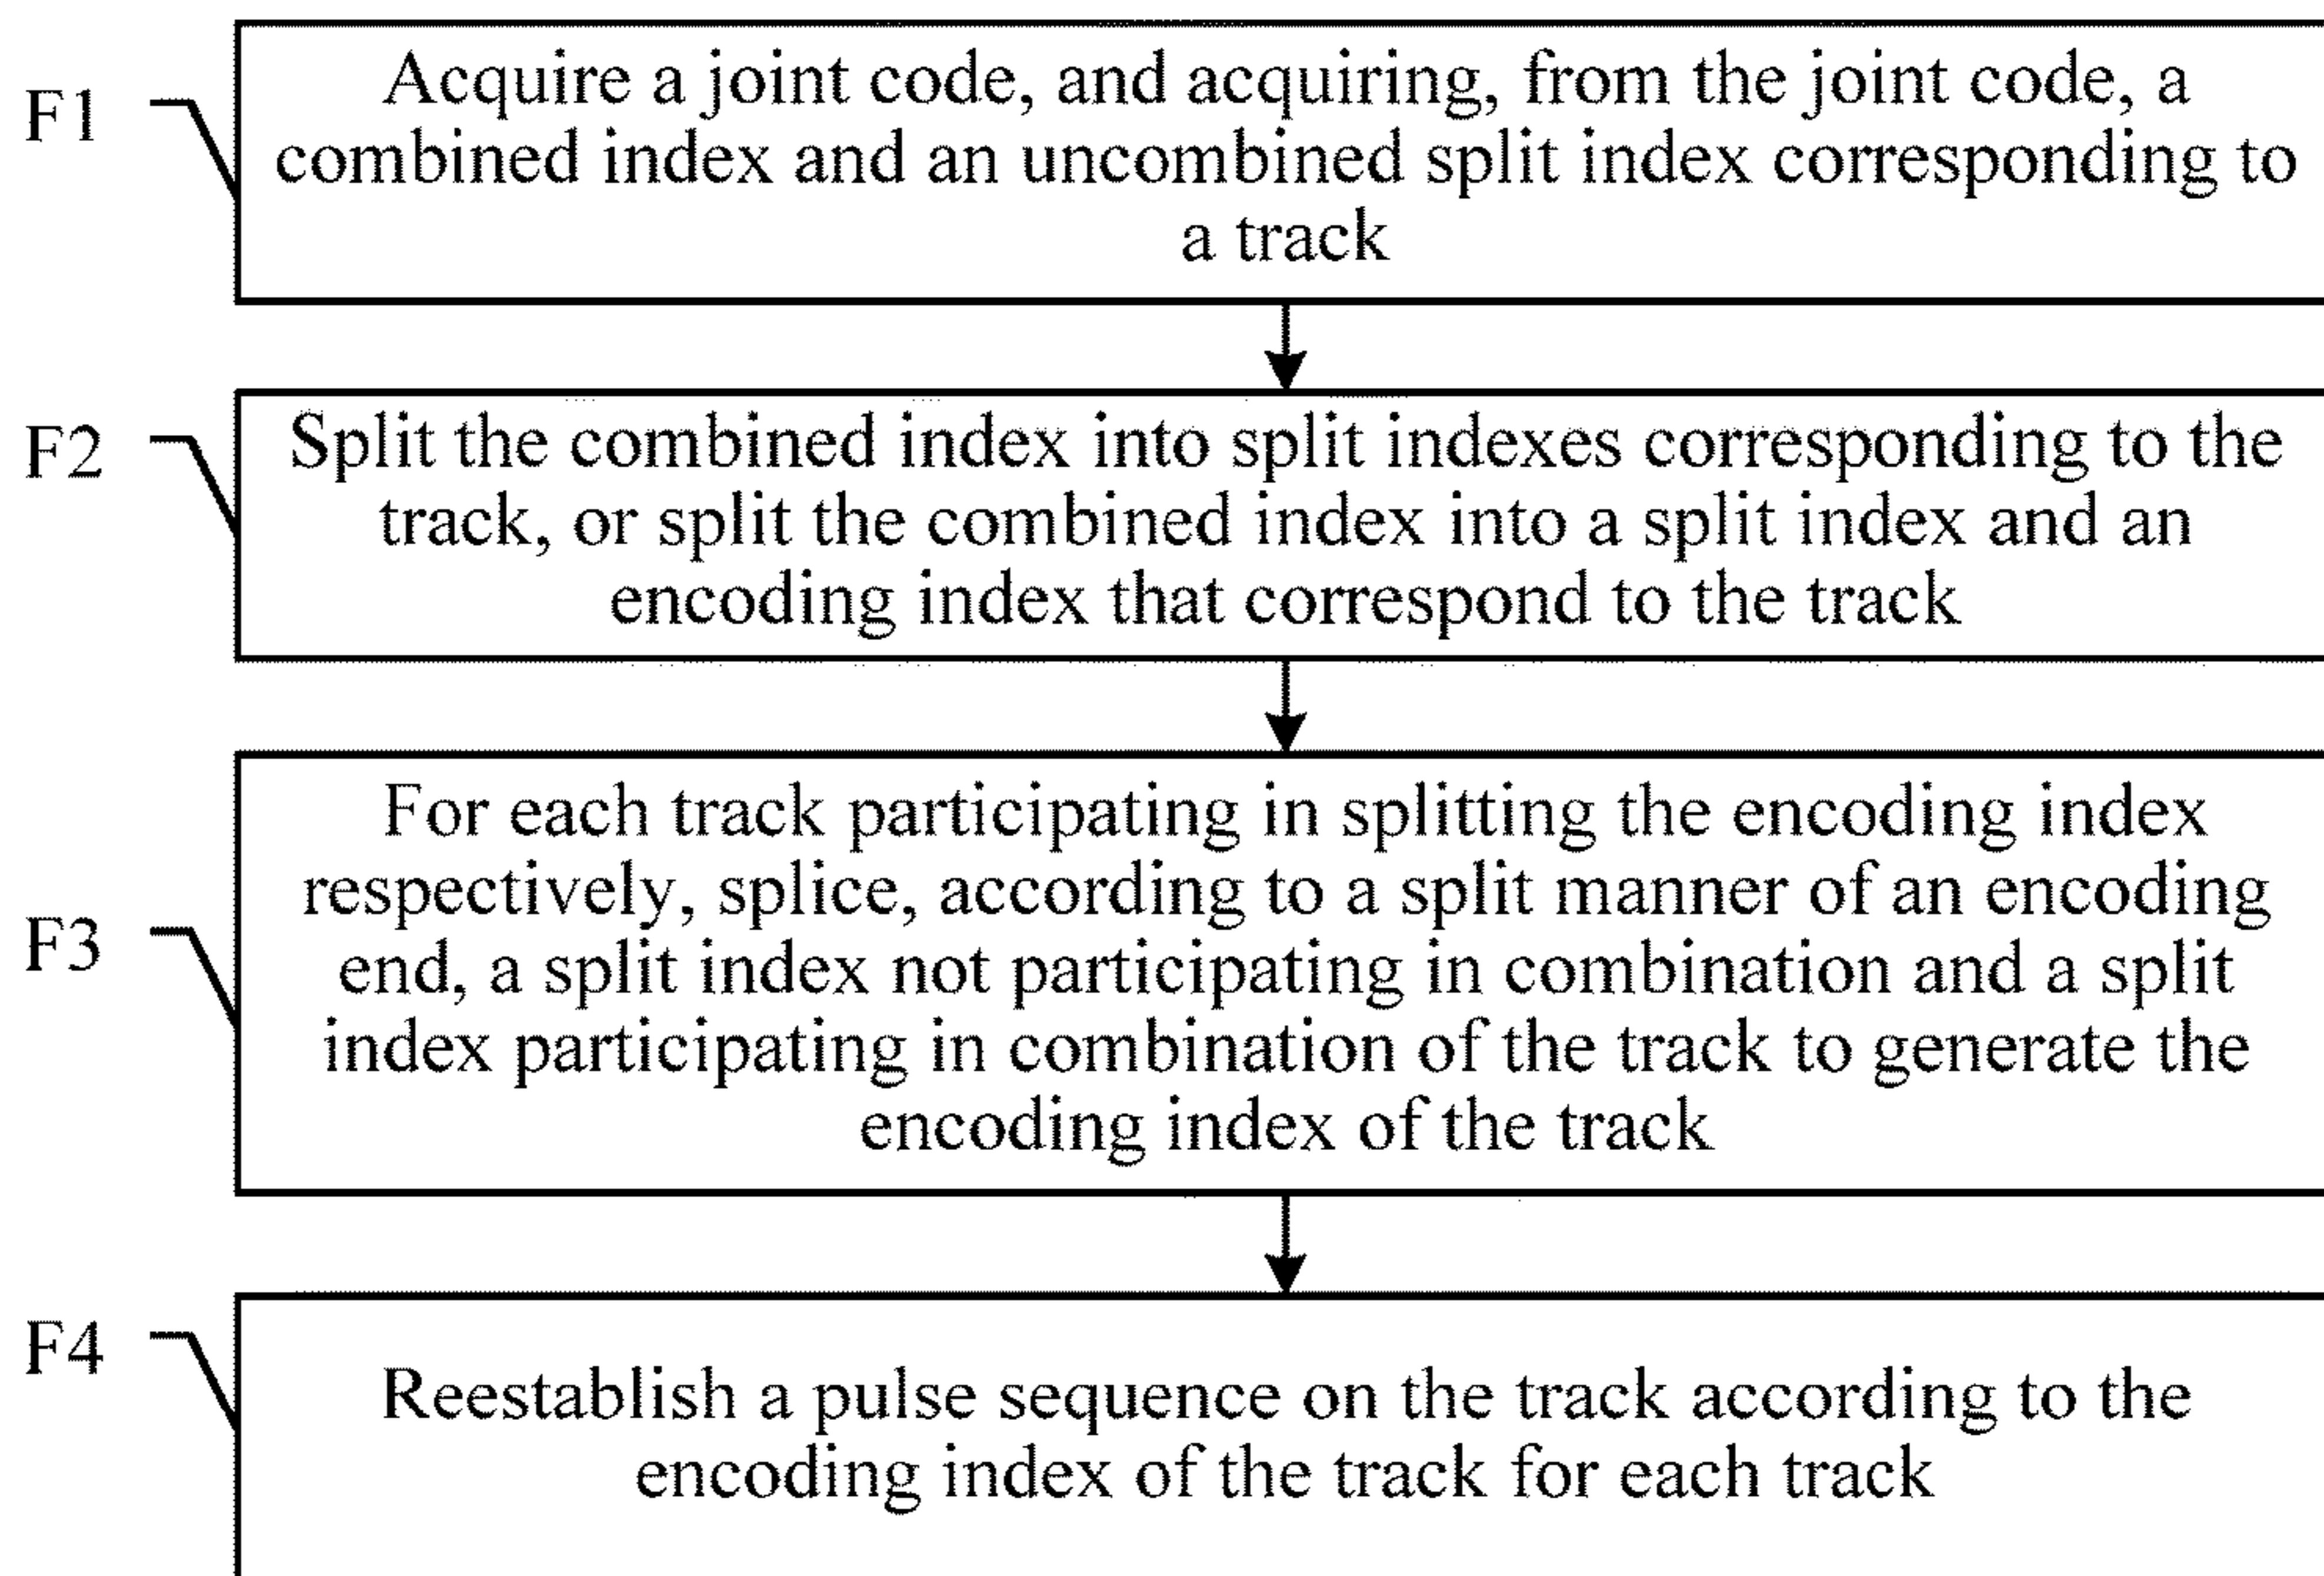 F1
Acquire a joint code, and acquiring, from the joint code, a
combined index and an uncombined split index corresponding to
a track
F2
Split the combined index into split indexes corresponding to the
track, or split the combined index into a split index and an
encoding index that correspond to the track
F3
For each track participating in splitting the encoding index
respectively, splice, according to a split manner of an encoding
end, a split index not participating in combination and a split
index participating in combination of the track to generate the
encoding index of the track
F4
Reestablish a pulse sequence on the track according to the
encoding index of the track for each track